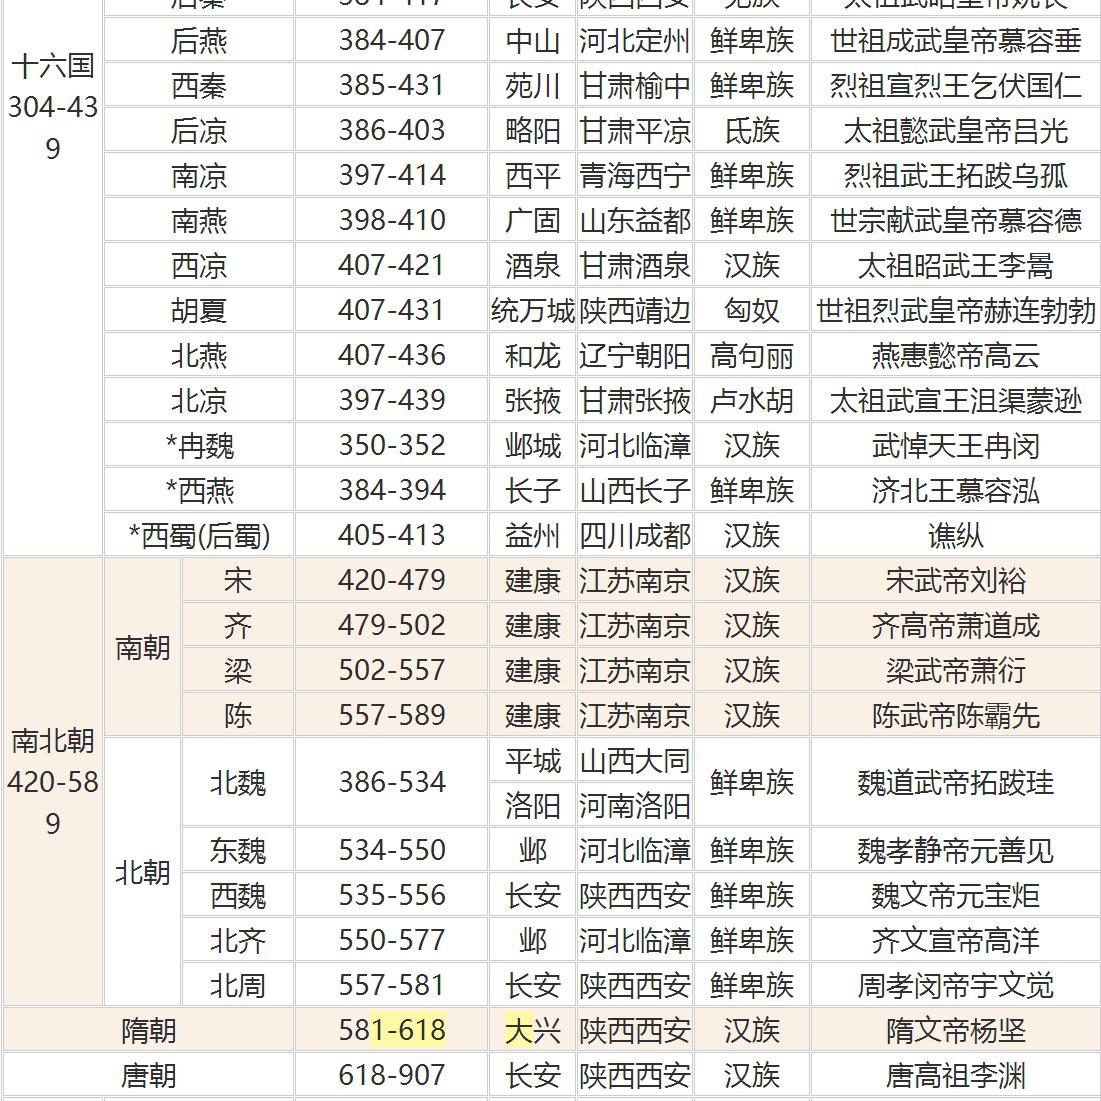 后秦 384-417 长安 陕西西安 羌族 太祖武昭皇帝姚苌
十六国
304-43
9
后燕 384-407 中山 河北定州 鲜卑族 世祖成武皇帝慕容垂
西秦 385-431 苑川 甘肃榆中 鲜卑族 烈祖宣烈王乞伏国仁
后凉 386-403 略阳 甘肃平凉 氐族 太祖懿武皇帝吕光
南凉 397-414 西平 青海西宁 鲜卑族 烈祖武王拓跋乌孤
南燕 398-410 广固 山东益都 鲜卑族 世宗献武皇帝慕容德
西凉 407-421 酒泉 甘肃酒泉 汉族 太祖昭武王李暠
胡夏 407-431 统万城 陕西靖边 匈奴 世祖烈武皇帝赫连勃勃
北燕 407-436 和龙 辽宁朝阳 高句丽 燕惠懿帝高云
北凉 397-439 张掖 甘肃张掖 卢水胡 太祖武宣王沮渠蒙逊
*冉魏 350-352 邺城 河北临漳 汉族 武悼天王冉闵
*西燕 384-394 长子 山西长子 鲜卑族 济北王慕容泓
*西蜀(后蜀) 405-413 益州 四川成都 汉族 谯纵
南北朝
420-58
9
南朝
宋 420-479 建康 江苏南京 汉族 宋武帝刘裕
齐 479-502 建康 江苏南京 汉族 齐高帝萧道成
梁 502-557 建康 江苏南京 汉族 梁武帝萧衍
陈 557-589 建康 江苏南京 汉族 陈武帝陈霸先
北朝
北魏 386-534 平城 山西大同 鲜卑族 魏道武帝拓跋珪
洛阳 河南洛阳
东魏 534-550 邺 河北临漳 鲜卑族 魏孝静帝元善见
西魏 535-556 长安 陕西西安 鲜卑族 魏文帝元宝炬
北齐 550-577 邺 河北临漳 鲜卑族 齐文宣帝高洋
北周 557-581 长安 陕西西安 鲜卑族 周孝闵帝宇文觉
隋朝 581-618 大兴 陕西西安 汉族 隋文帝杨坚
唐朝 618-907 长安 陕西西安 汉族 唐高祖李渊